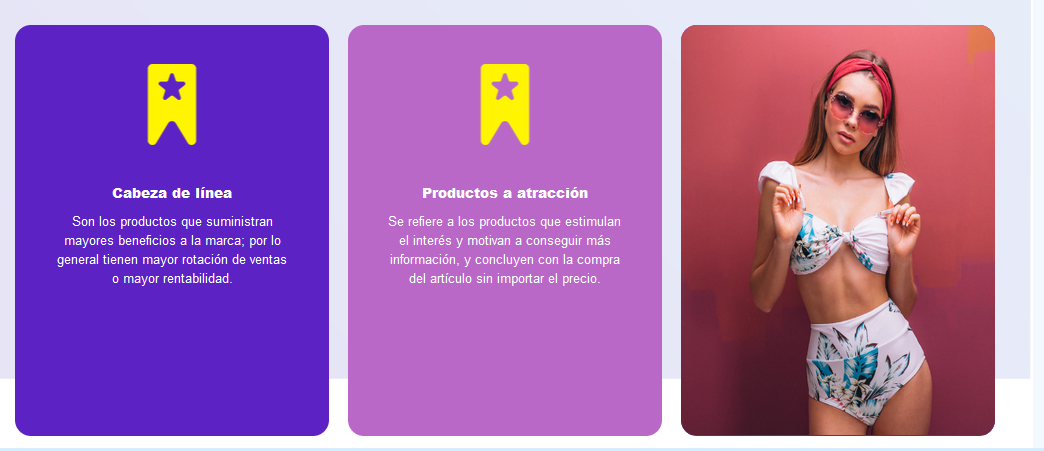 Cabeza de línea
Son los productos que suministran
mayores beneficios a la marca; por lo
general tienen mayor rotación de ventas
o mayor rentabilidad.
Productos a atracción
Se refiere a los productos que estimulan
el interés y motivan a conseguir más
información, y concluyen con la compra
del artículo sin importar el precio.